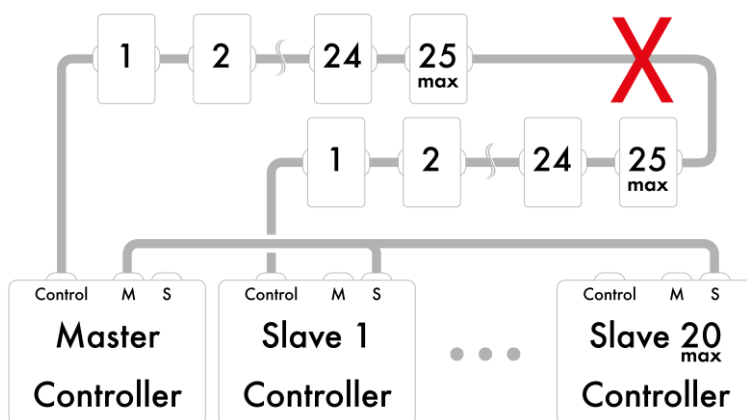 1 2 24 25
max
1 2 24 25
max
Control M S Control M S Control M S
Master Slave 1 Slave 20
max
Controller Controller Controller